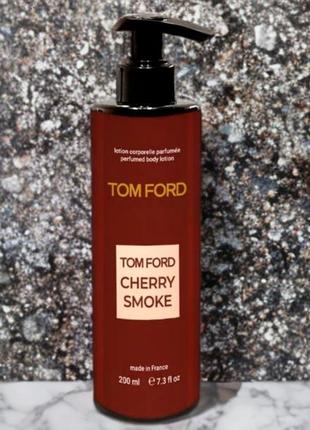 lotion corporelle parfumée
perfumed body lotion
TOM FORD
TOM FORD
CHERRY
SMOKE
made in France
200 ml ℮7.3 fl oz